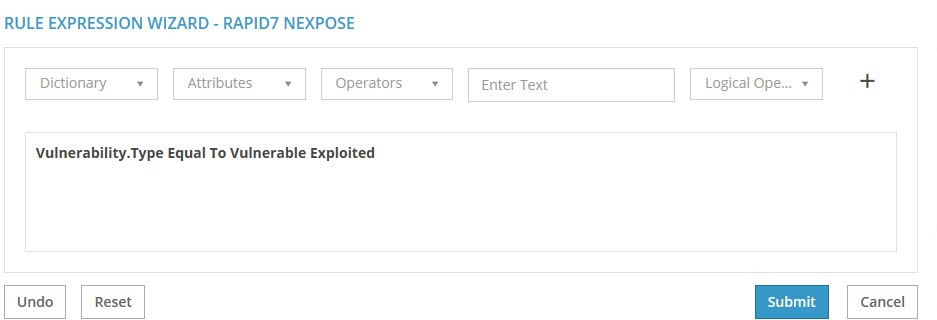 RULE EXPRESSION WIZARD - RAPID7 NEXPOSE
Dictionary Attributes Operators Enter Text Logical Ope... +
Vulnerability.Type Equal To Vulnerable Exploited
Undo Reset Submit Cancel